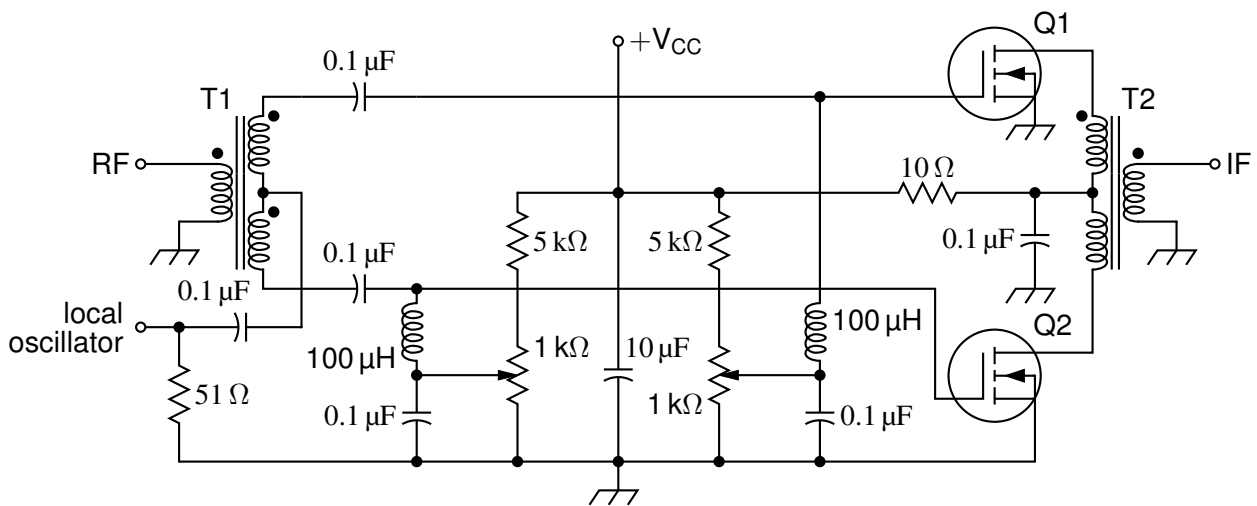 Q1
+V_CC
0.1 µF
T1
T2
RF
IF
10 Ω
5 kΩ
5 kΩ
0.1 µF
0.1 µF
0.1 µF
local
oscillator
100 µH
1 kΩ
10 µF
100 µH
Q2
51 Ω
0.1 µF
1 kΩ
0.1 µF